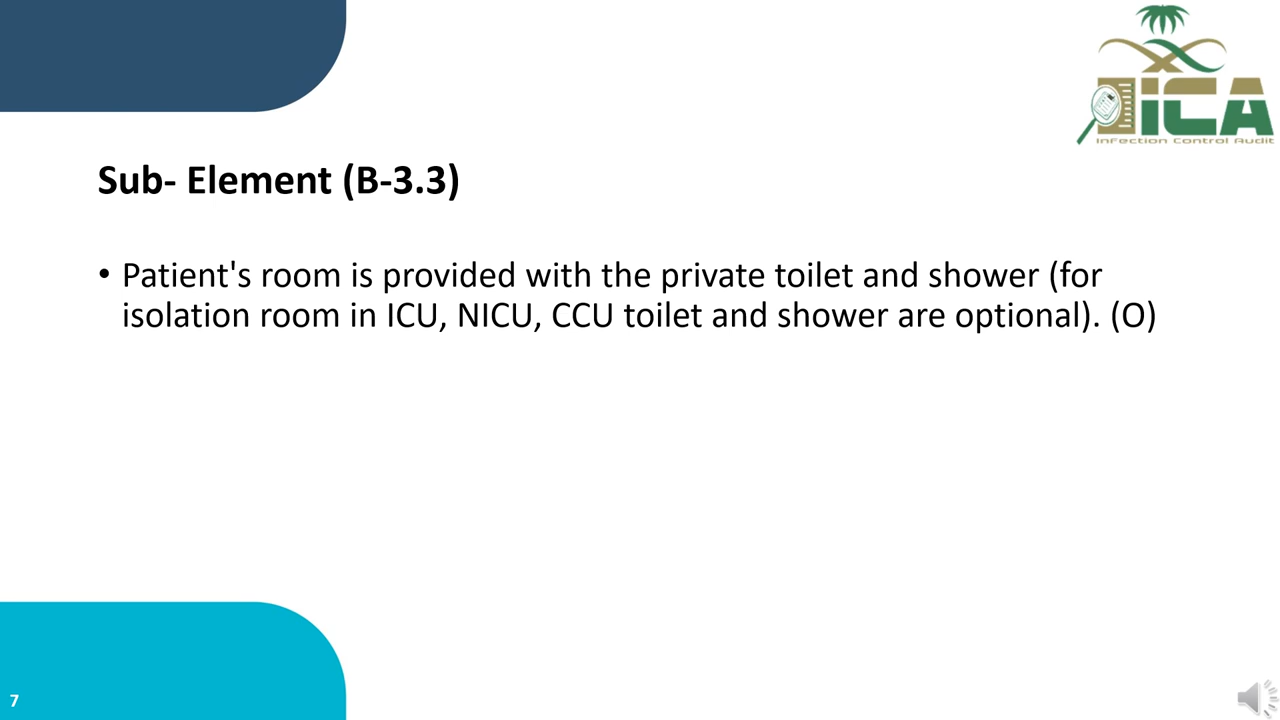 iCA
inFection Control Audit
Sub- Element (B-3.3)
• Patient's room is provided with the private toilet and shower (for
isolation room in ICU, NICU, CCU toilet and shower are optional). (O)
7